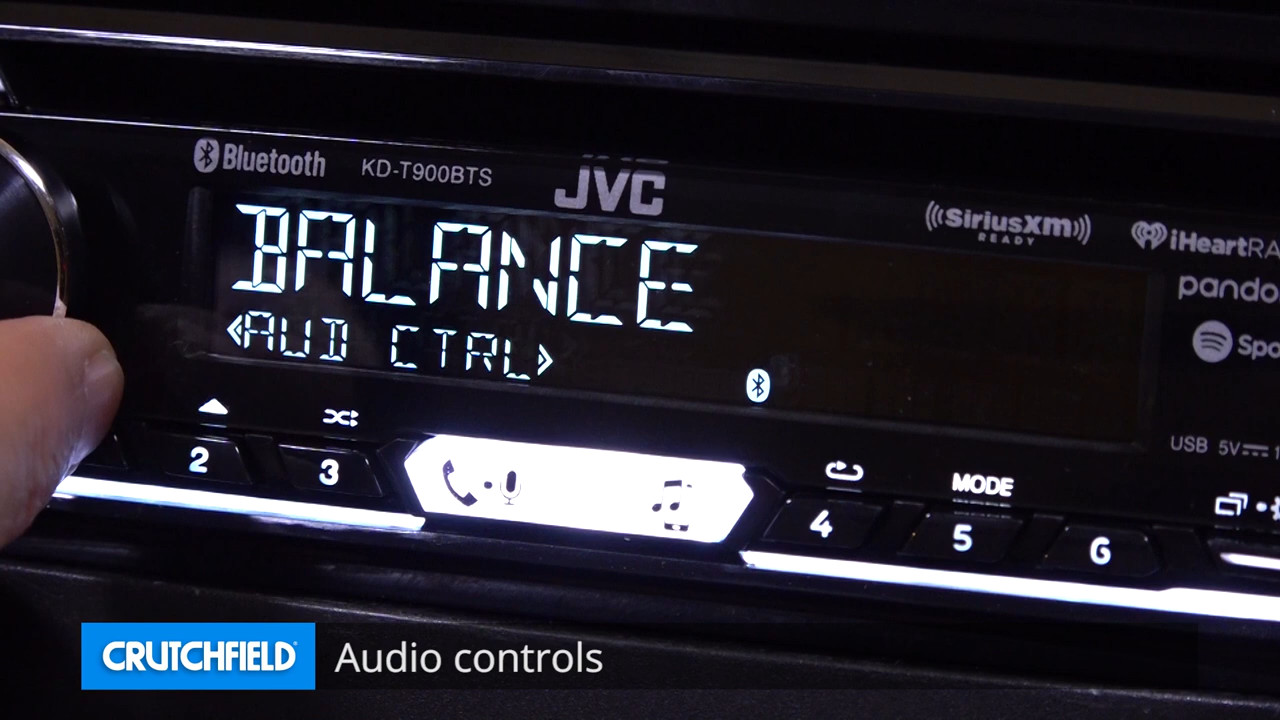 Bluetooth KD-T900BTS JVC
SiriusXM
READY
iHeartRA
pando
Spo
BALANCE
<AUD CTRL>
USB 5V
2 3
MODE
4 5 6
CRUTCHFIELD Audio controls